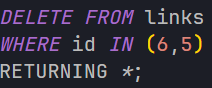 DELETE FROM links
WHERE id IN (6,5)
RETURNING *;